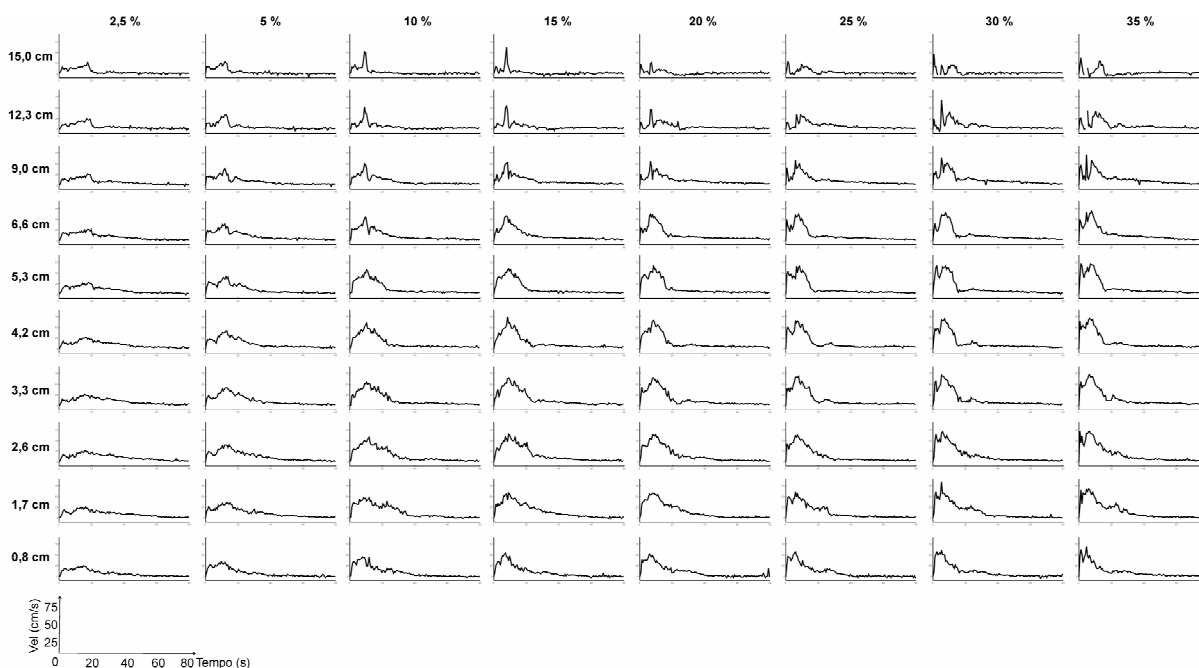 2,5 % 5 % 10 % 15 % 20 % 25 % 30 % 35 %
15,0 cm
12,3 cm
9,0 cm
6,6 cm
5,3 cm
4,2 cm
3,3 cm
2,6 cm
1,7 cm
0,8 cm
Vel (cm/s)
75
50
25
0 20 40 60 80 Tempo (s)